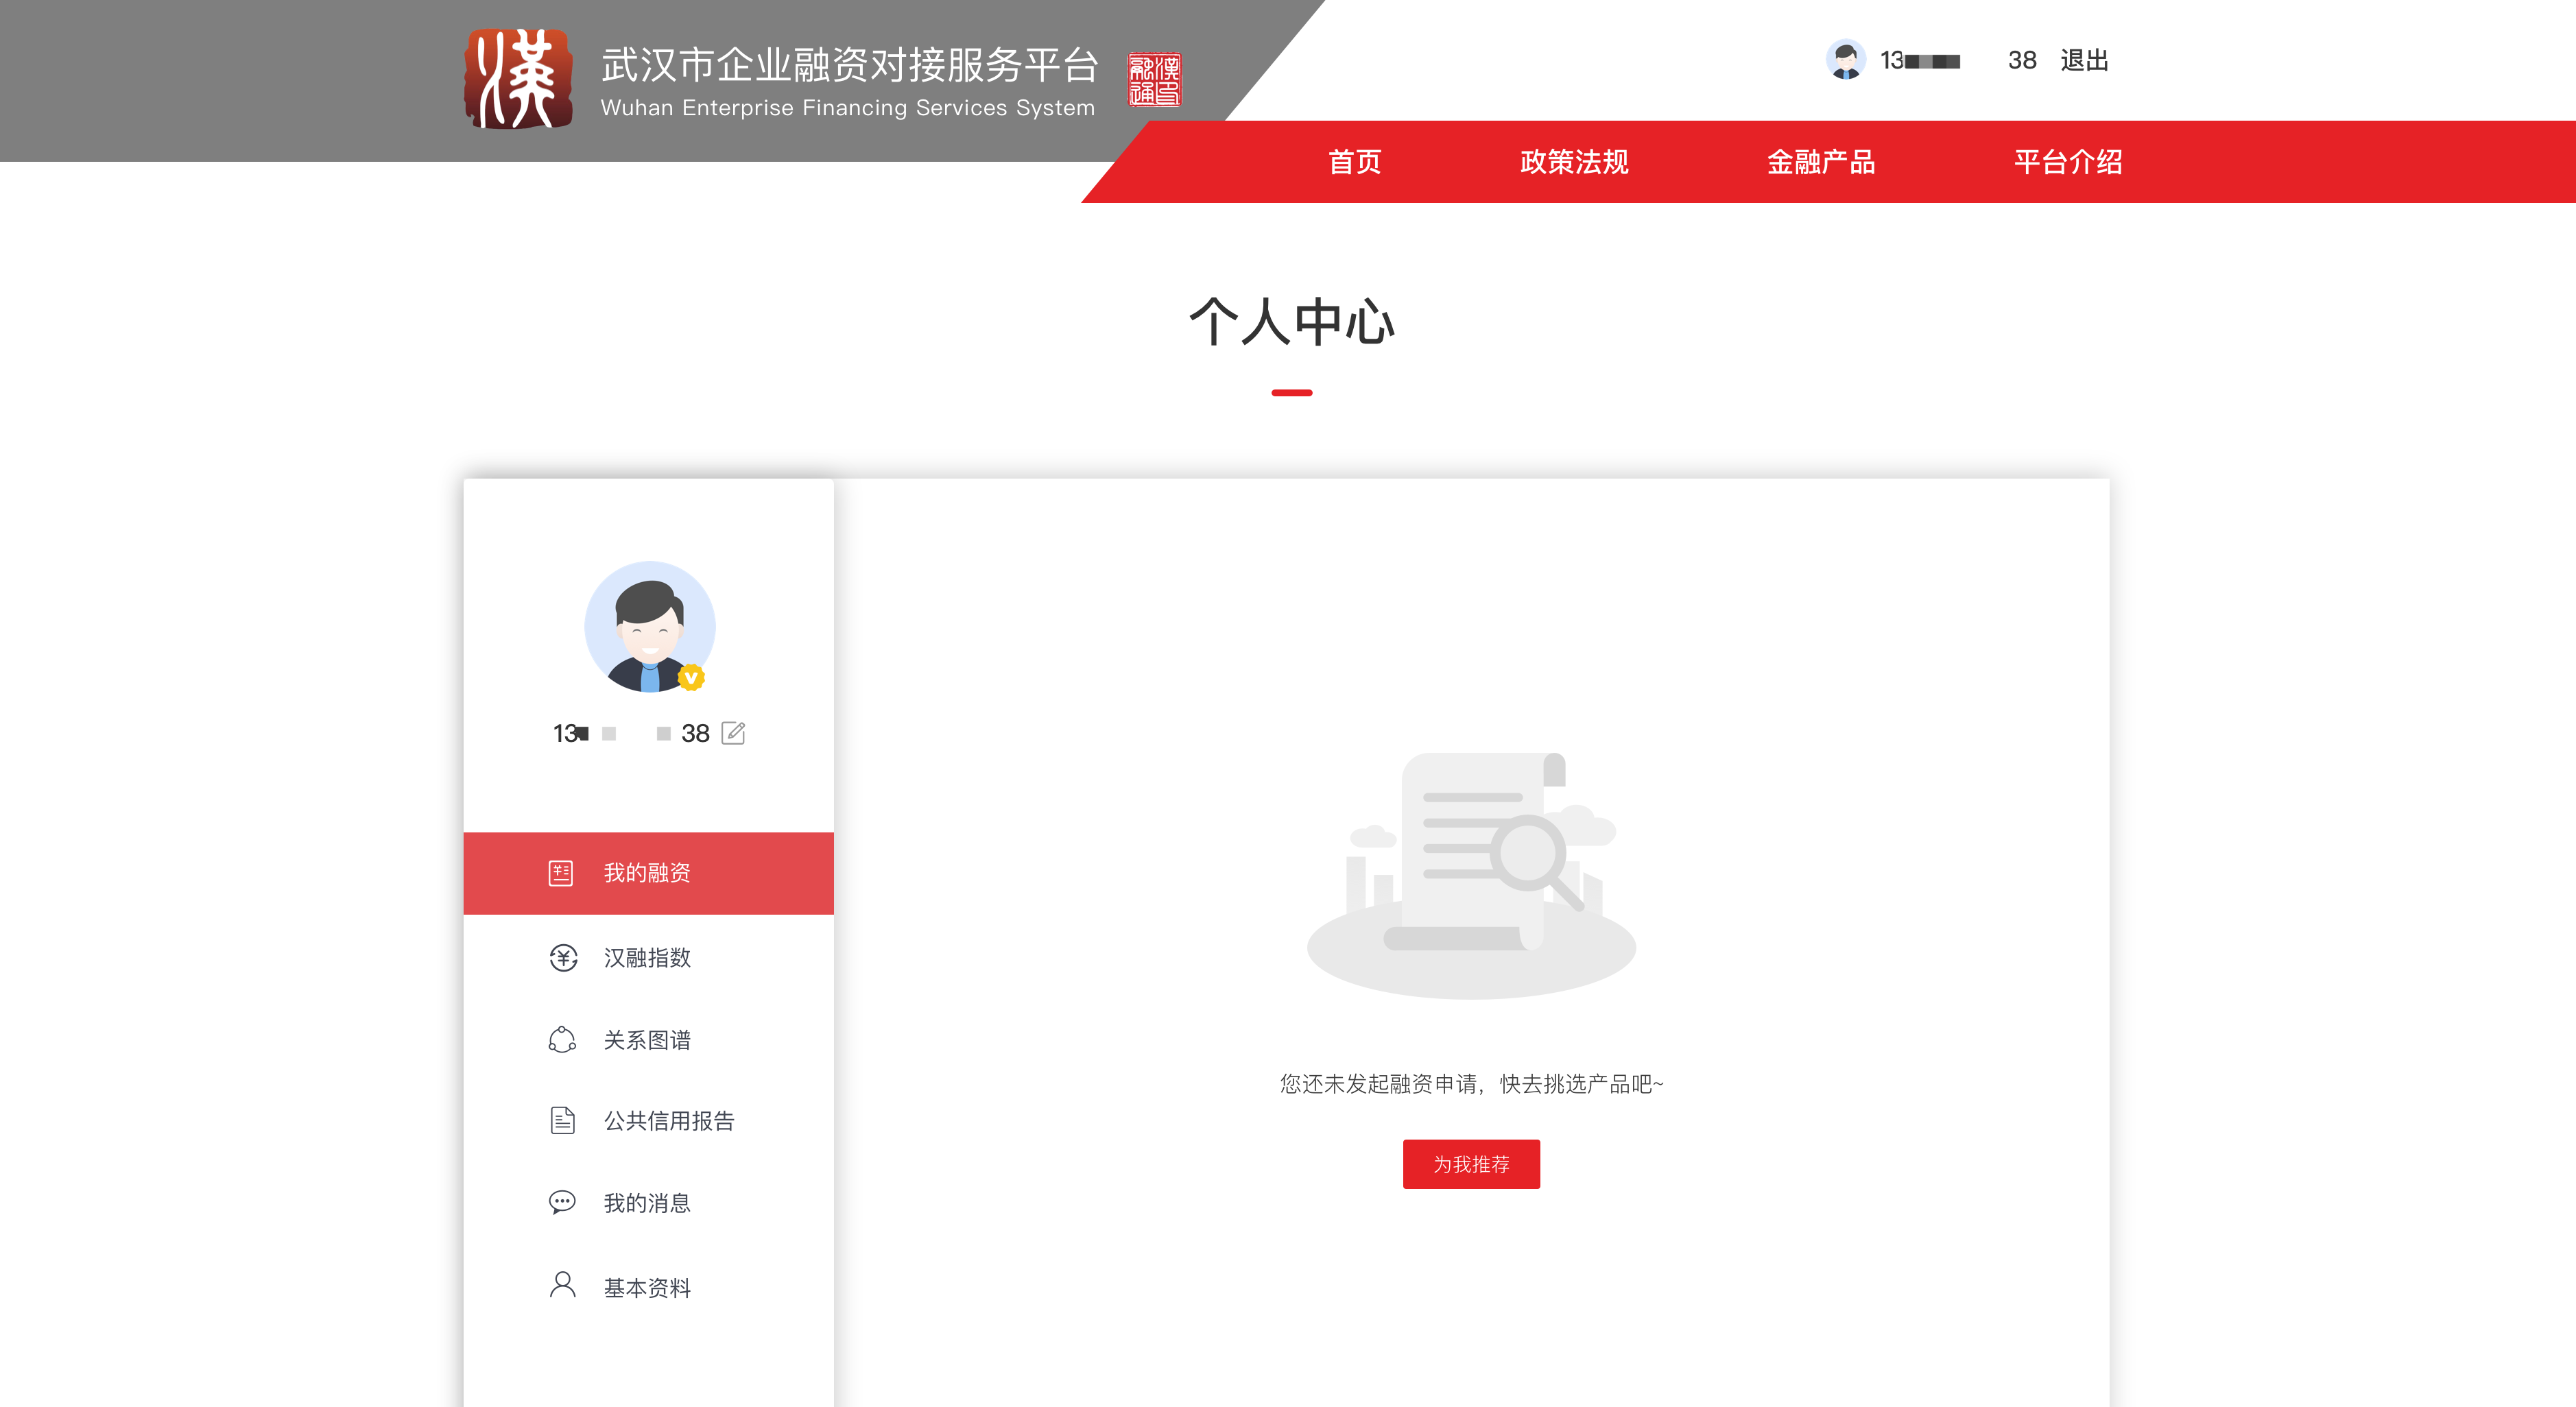 漢
武汉市企业融资对接服务平台
Wuhan Enterprise Financing Services System
漢融通
13 38 退出
首页 政策法规 金融产品 平台介绍
个人中心
13 38
我的融资
汉融指数
关系图谱
公共信用报告
我的消息
基本资料
您还未发起融资申请，快去挑选产品吧~
为我推荐